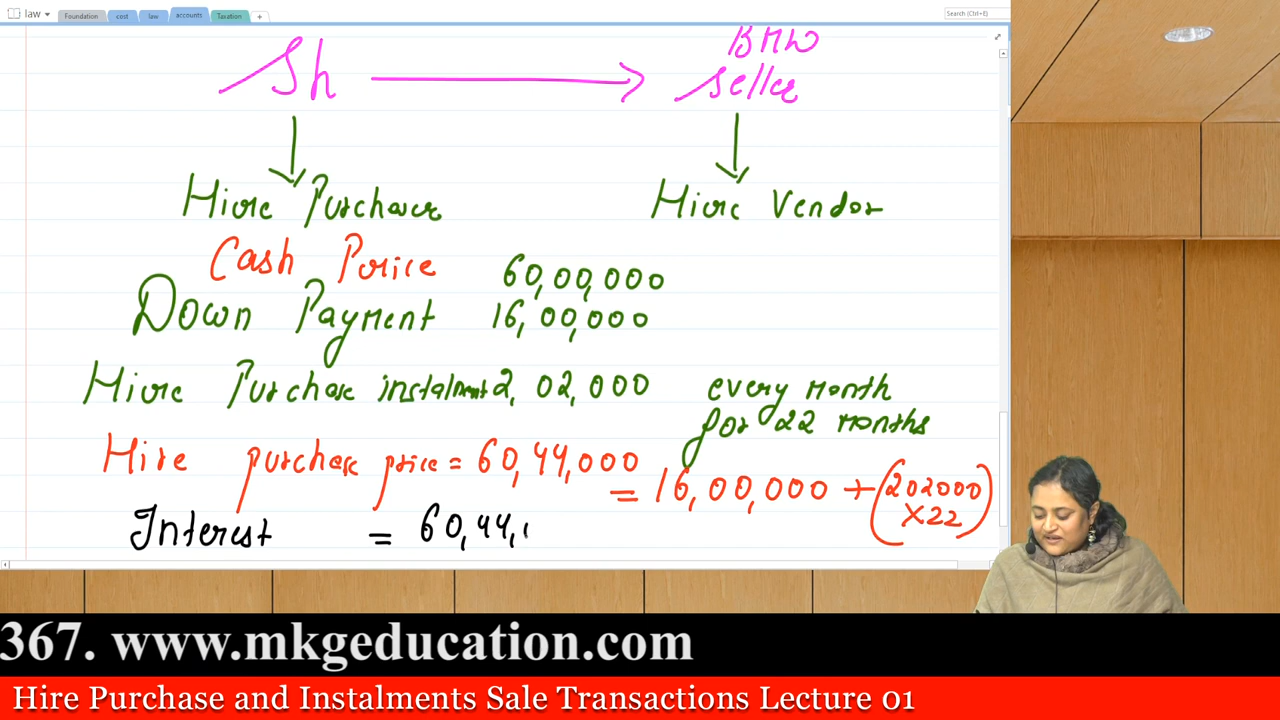 law
Foundation cost law accounts Taxation +
Search (Ctrl+E)
BMW
Sh seller
Hire Purchaser Hire Vendor
Cash Price 60,00,000
Down Payment 16,00,000
Hire Purchase instalment 2,02,000 every month
for 22 months
Hire purchase price = 60,44,000
= 16,00,000 + (202000
X22)
Interest = 60,44,
367. www.mkgeducation.com
Hire Purchase and Instalments Sale Transactions Lecture 01